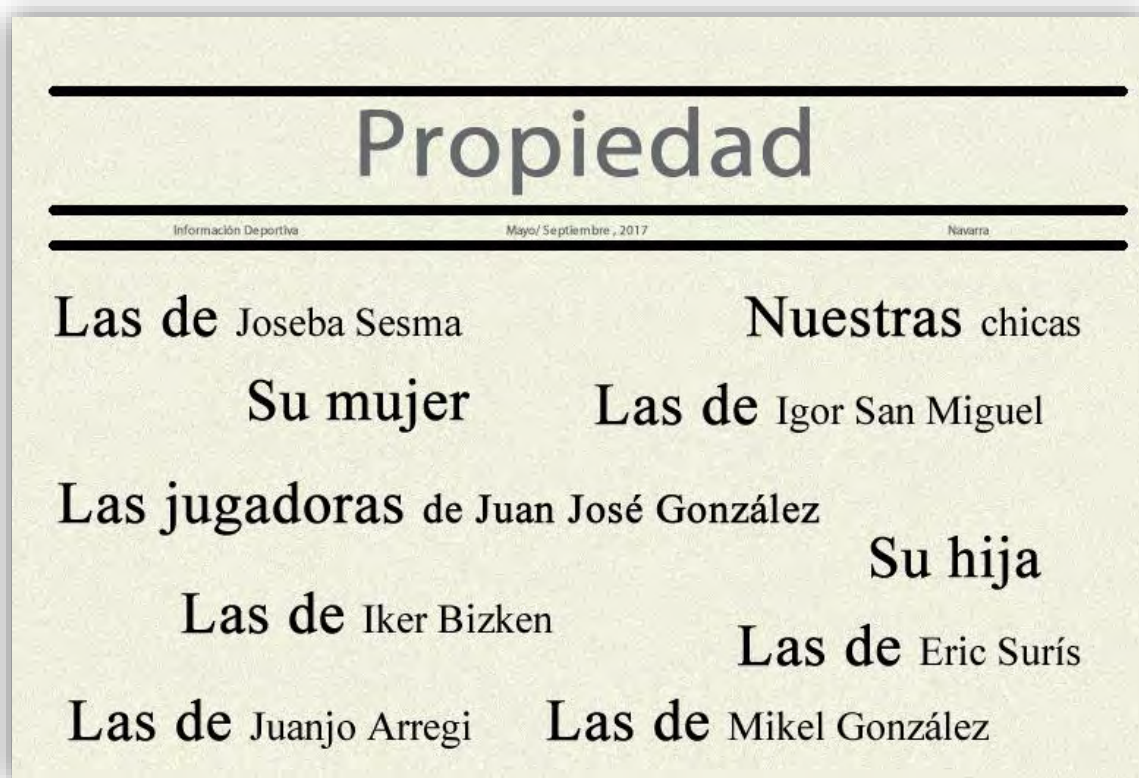 Propiedad
Información Deportiva Mayo/ Septiembre , 2017 Navarra
Las de Joseba Sesma
Nuestras chicas
Su mujer
Las de Igor San Miguel
Las jugadoras de Juan José González
Su hija
Las de Iker Bizken
Las de Eric Surís
Las de Juanjo Arregi
Las de Mikel González